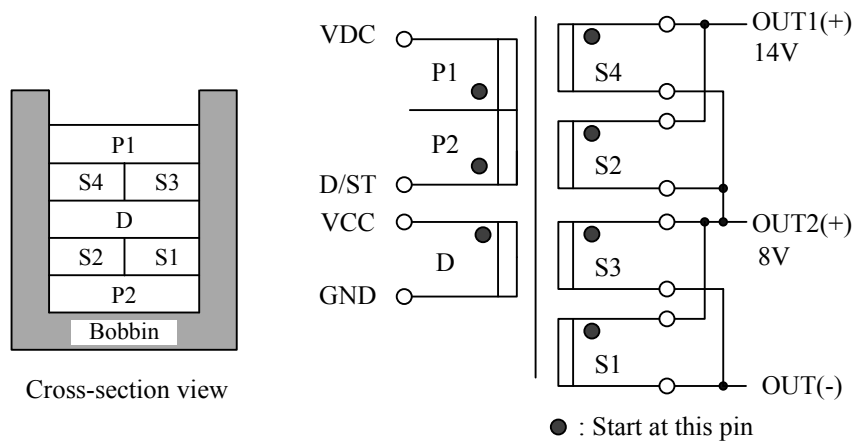 P1
S4 S3
D
S2 S1
P2
Bobbin
Cross-section view
VDC
P1
P2
D/ST
VCC
D
GND
S4
S2
S3
S1
OUT1(+)
14V
OUT2(+)
8V
OUT(-)
: Start at this pin